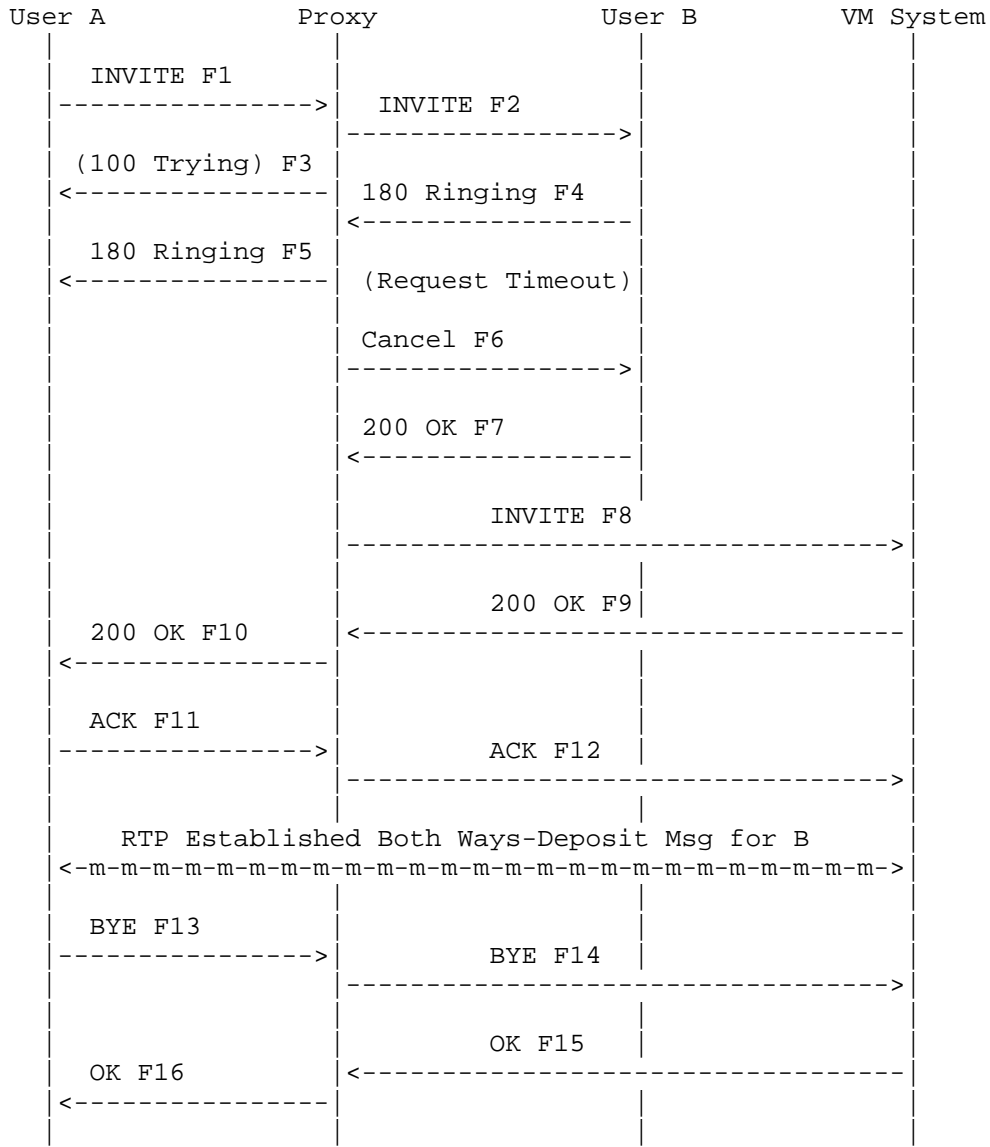 User A Proxy User B VM System
INVITE F1
INVITE F2
(100 Trying) F3
180 Ringing F4
180 Ringing F5
(Request Timeout)
Cancel F6
200 OK F7
INVITE F8
200 OK F9
200 OK F10
ACK F11
ACK F12
RTP Established Both Ways-Deposit Msg for B
<-m-m-m-m-m-m-m-m-m-m-m-m-m-m-m-m-m-m-m-m-m-m-m-m-m->
BYE F13
BYE F14
OK F15
OK F16